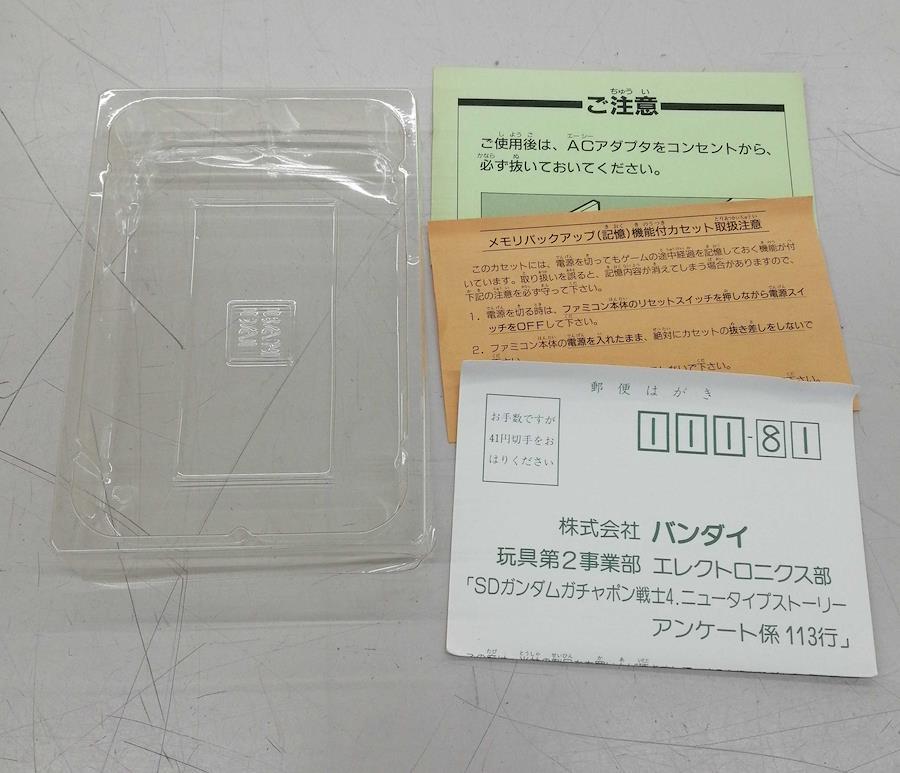 ご注意
ご使用後は、ACアダプタをコンセントから、
必ず抜いておいてください。
メモリバックアップ(記憶)機能付カセット取扱注意
このカセットには、電源を切ってもゲームの途中経過を記憶しておく機能が付
いています。取り扱いを誤ると、記憶内容が消えてしまう場合がありますので、
下記の注意を必ず守って下さい。
1. 電源を切る時は、ファミコン本体のリセットスイッチを押しながら電源スイ
ッチをOFFして下さい。
2. ファミコン本体の電源を入れたまま、絶対にカセットの抜き差しをしないで
しないで下さい。
郵便はがき
お手数ですが
41円切手をお
はりください
111-81
株式会社 バンダイ
玩具第2事業部 エレクトロニクス部
「SDガンダムガチャポン戦士4.ニュータイプストーリー
アンケート係 113行」